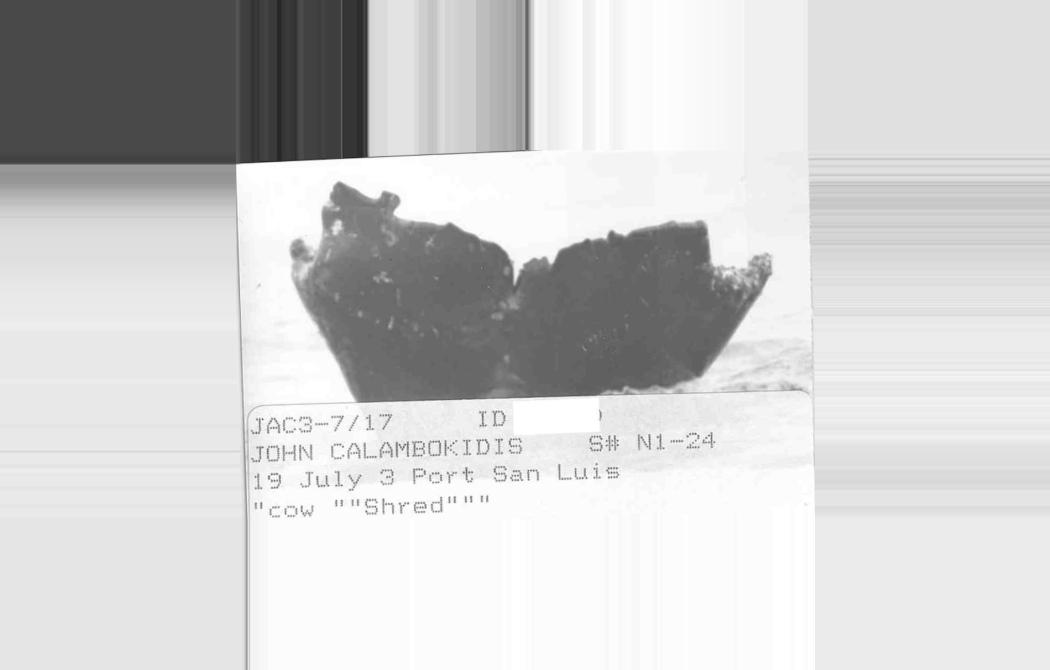 JAC3-7/17 ID
JOHN CALAMBOKIDIS S# N1-24
19 July 3 Port San Luis
"cow ""Shred"""